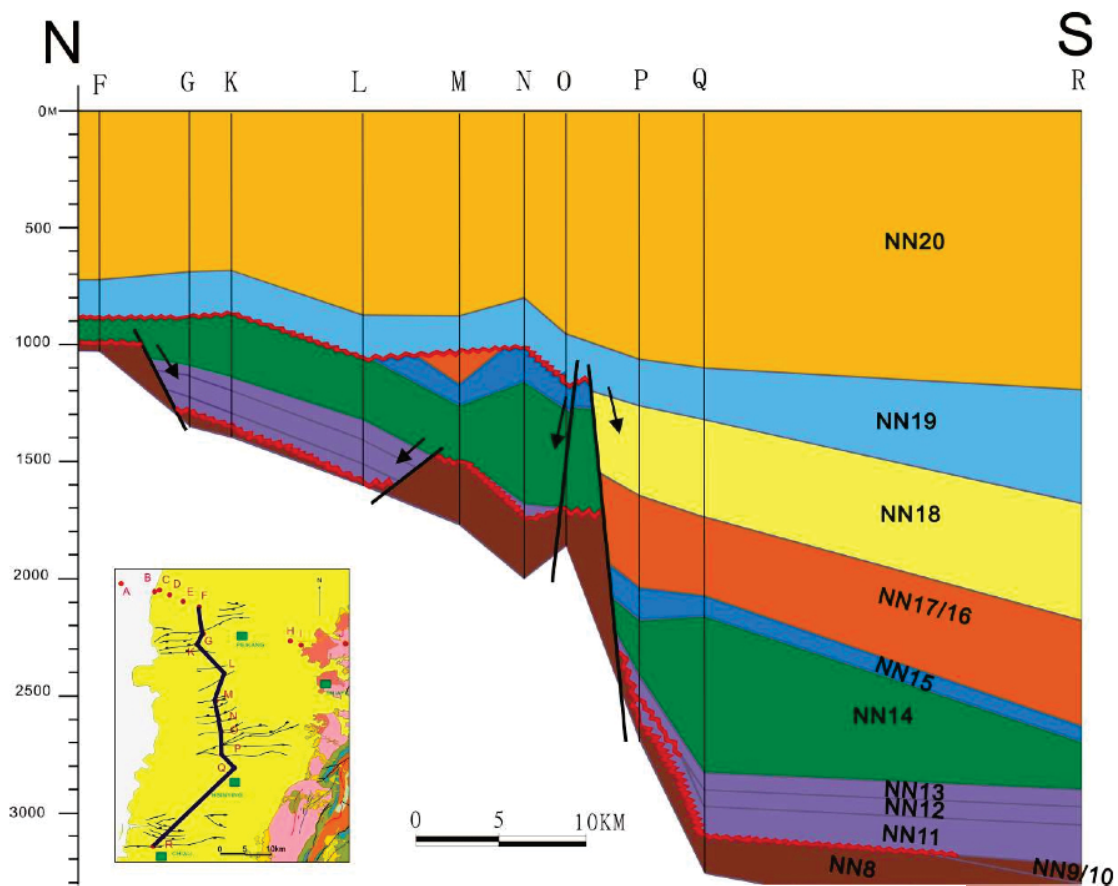 N S
F G K L M N O P Q R
0M
500
1000
1500
2000
2500
3000
NN20
NN19
NN18
NN17/16
NN15
NN14
NN13
NN12
NN11
NN8
NN9/10
0 5 10KM
A B C D E F
N
G
H I
K
L
M
N
P
Q
R
0 5 10km